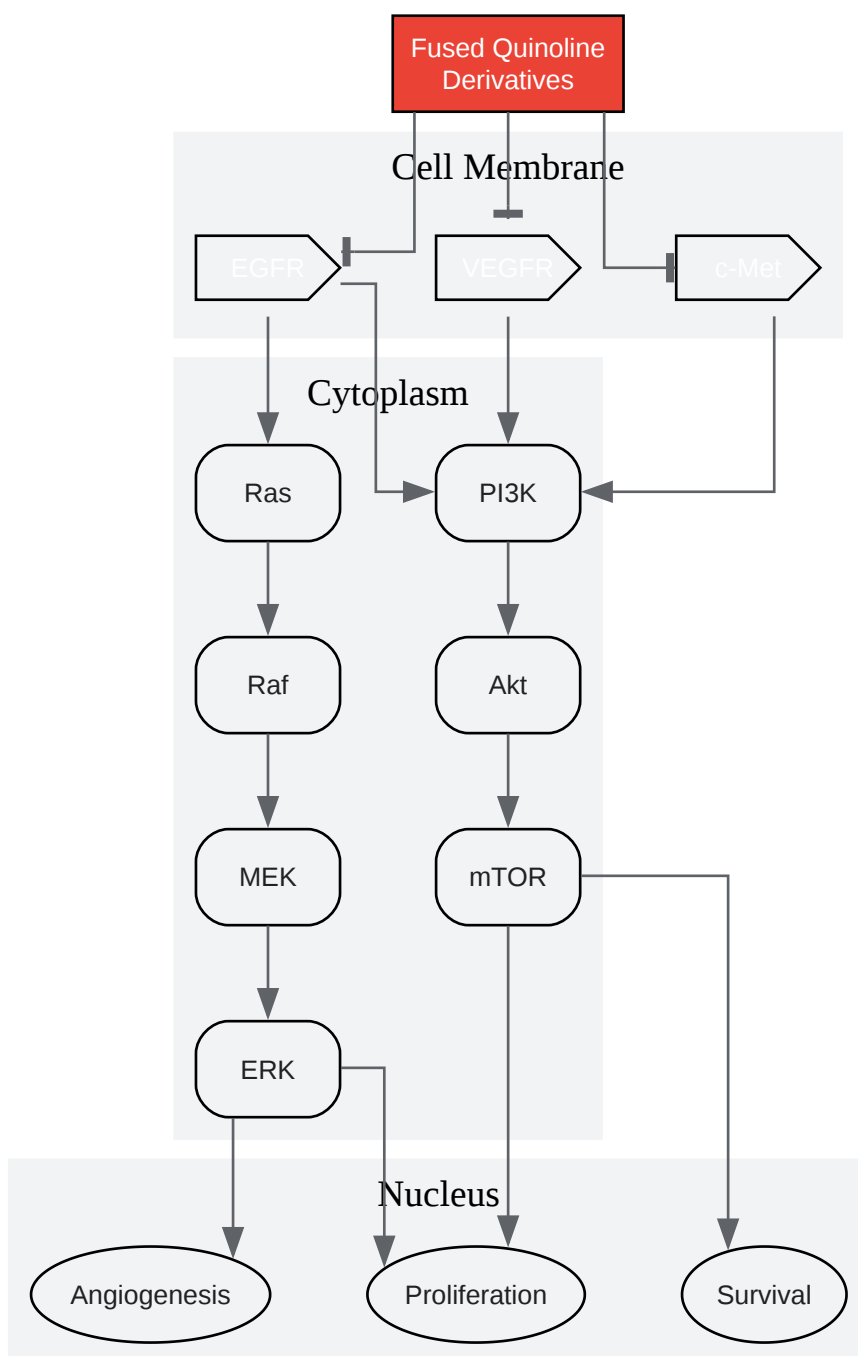 Fused Quinoline
Derivatives
Cell Membrane
EGFR
VEGFR
c-Met
Cytoplasm
Ras
PI3K
Raf
Akt
MEK
mTOR
ERK
Nucleus
Angiogenesis
Proliferation
Survival